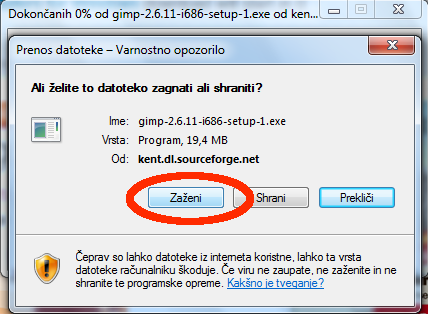 Dokončanih 0% od gimp-2.6.11-i686-setup-1.exe od kent....
Prenos datoteke – Varnostno opozorilo
Ali želite to datoteko zagnati ali shraniti?
Ime: gimp-2.6.11-i686-setup-1.exe
Vrsta: Program, 19,4 MB
Od: kent.dl.sourceforge.net
Zaženi Shrani Prekliči
Čeprav so lahko datoteke iz interneta koristne, lahko ta vrsta
datoteke računalniku škoduje. Če viru ne zaupate, ne zaženite in ne
shranite te programske opreme. Kakšno je tveganje?